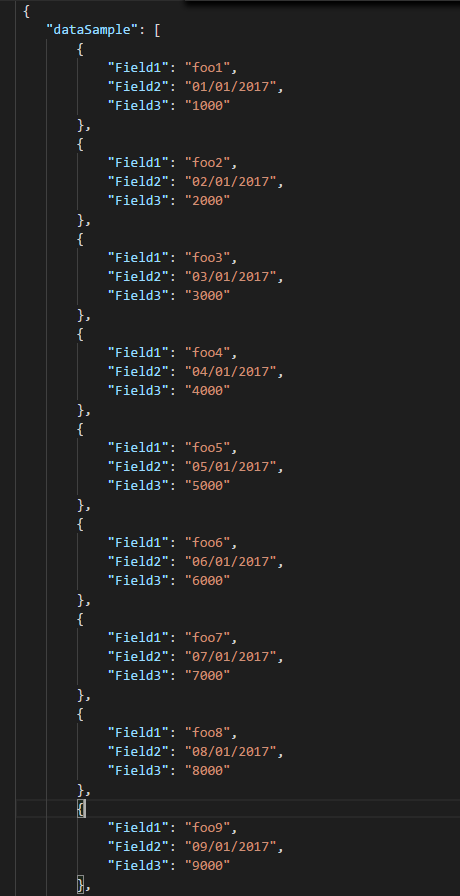 {
"dataSample": [
{
"Field1": "foo1",
"Field2": "01/01/2017",
"Field3": "1000"
},
{
"Field1": "foo2",
"Field2": "02/01/2017",
"Field3": "2000"
},
{
"Field1": "foo3",
"Field2": "03/01/2017",
"Field3": "3000"
},
{
"Field1": "foo4",
"Field2": "04/01/2017",
"Field3": "4000"
},
{
"Field1": "foo5",
"Field2": "05/01/2017",
"Field3": "5000"
},
{
"Field1": "foo6",
"Field2": "06/01/2017",
"Field3": "6000"
},
{
"Field1": "foo7",
"Field2": "07/01/2017",
"Field3": "7000"
},
{
"Field1": "foo8",
"Field2": "08/01/2017",
"Field3": "8000"
},
{
"Field1": "foo9",
"Field2": "09/01/2017",
"Field3": "9000"
},